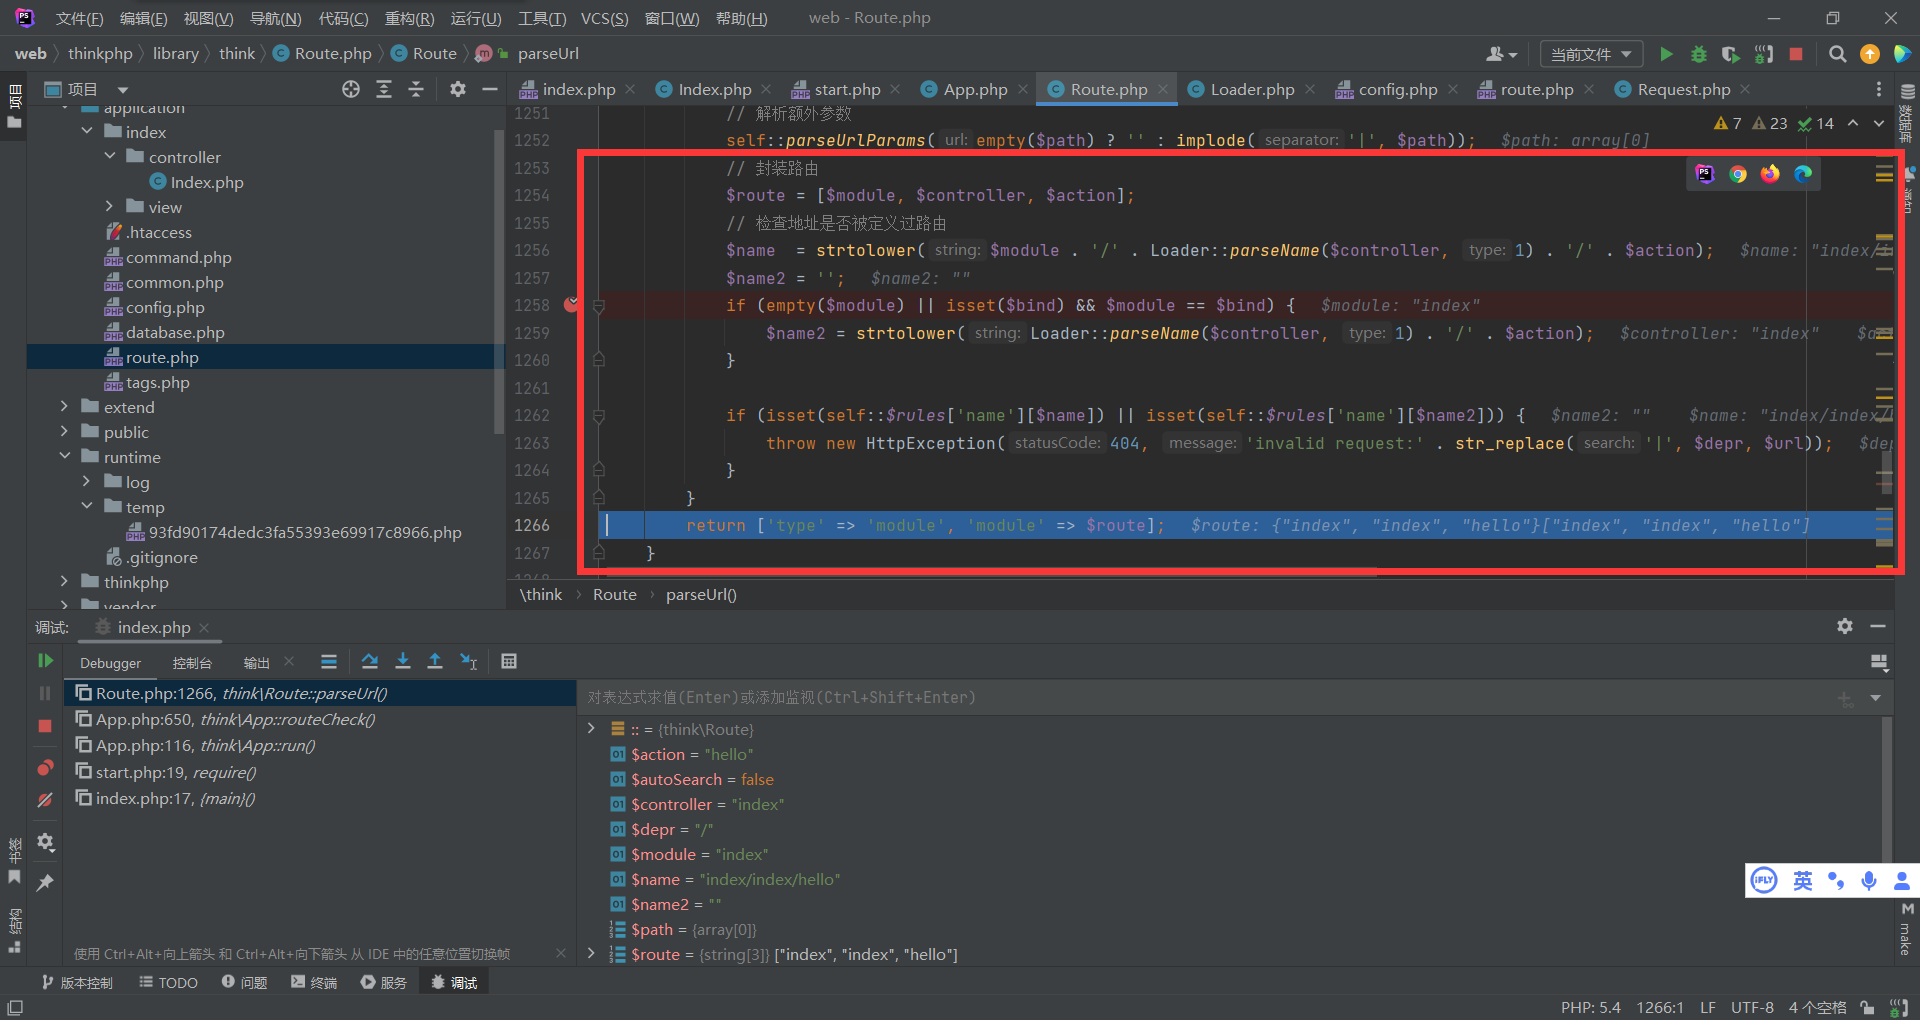 文件(F) 编辑(E) 视图(V) 导航(N) 代码(C) 重构(R) 运行(U) 工具(T) VCS(S) 窗口(W) 帮助(H) web - Route.php
web thinkphp library think Route.php Route parseUrl
当前文件
项目
index.php Index.php start.php App.php Route.php Loader.php config.php route.php Request.php
项目
数据库
application
index
controller
Index.php
view
.htaccess
command.php
common.php
config.php
database.php
route.php
tags.php
extend
public
runtime
log
temp
93fd90174dedc3fa55393e69917c8966.php
.gitignore
thinkphp
vendor
7 23 14
1251 // 解析额外参数
1252 self::parseUrlParams( url: empty($path) ? '' : implode( separator: '|', $path)); $path: array[0]
1253 // 封装路由
1254 $route = [$module, $controller, $action];
1255 // 检查地址是否被定义过路由
1256 $name = strtolower( string: $module . '/' . Loader::parseName($controller, type: 1) . '/' . $action); $name: "index/i
1257 $name2 = ''; $name2: ""
1258 if (empty($module) || isset($bind) && $module == $bind) { $module: "index"
1259 $name2 = strtolower( string: Loader::parseName($controller, type: 1) . '/' . $action); $controller: "index"
1260 }
1261
1262 if (isset(self::$rules['name'][$name]) || isset(self::$rules['name'][$name2])) { $name2: "" $name: "index/index/
1263 throw new HttpException( statusCode: 404, message: 'invalid request:' . str_replace( search: '|', $depr, $url)); $dep
1264 }
1265 }
1266 return ['type' => 'module', 'module' => $route]; $route: {"index", "index", "hello"}["index", "index", "hello"]
1267 }
\think Route parseUrl()
调试: index.php
Debugger 控制台 输出
Route.php:1266, think\Route::parseUrl()
App.php:650, think\App::routeCheck()
App.php:116, think\App::run()
start.php:19, require()
index.php:17, {main}()
使用 Ctrl+Alt+向上箭头 和 Ctrl+Alt+向下箭头 从 IDE 中的任意位置切换帧
对表达式求值(Enter)或添加监视(Ctrl+Shift+Enter)
:: = {think\Route}
$action = "hello"
$autoSearch = false
$controller = "index"
$depr = "/"
$module = "index"
$name = "index/index/hello"
$name2 = ""
$path = {array[0]}
$route = {string[3]} ["index", "index", "hello"]
书签
结构
iFLY 英
M make
版本控制 TODO 问题 终端 服务 调试
PHP: 5.4 1266:1 LF UTF-8 4 个空格